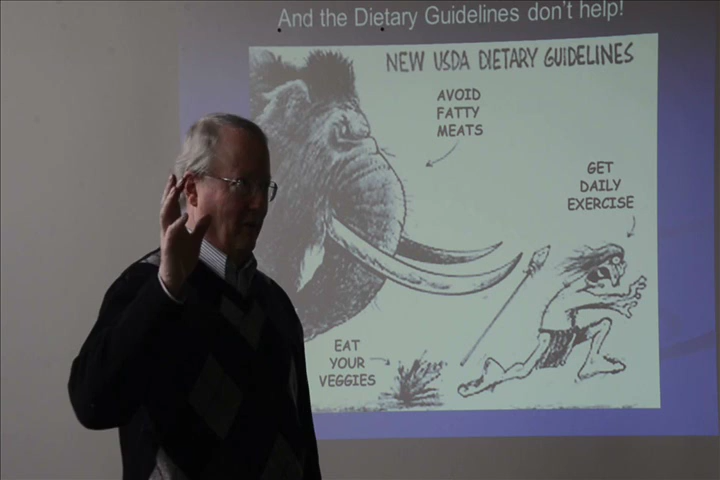 And the Dietary Guidelines don't help!
NEW USDA DIETARY GUIDELINES
AVOID
FATTY
MEATS
GET
DAILY
EXERCISE
EAT
YOUR
VEGGIES